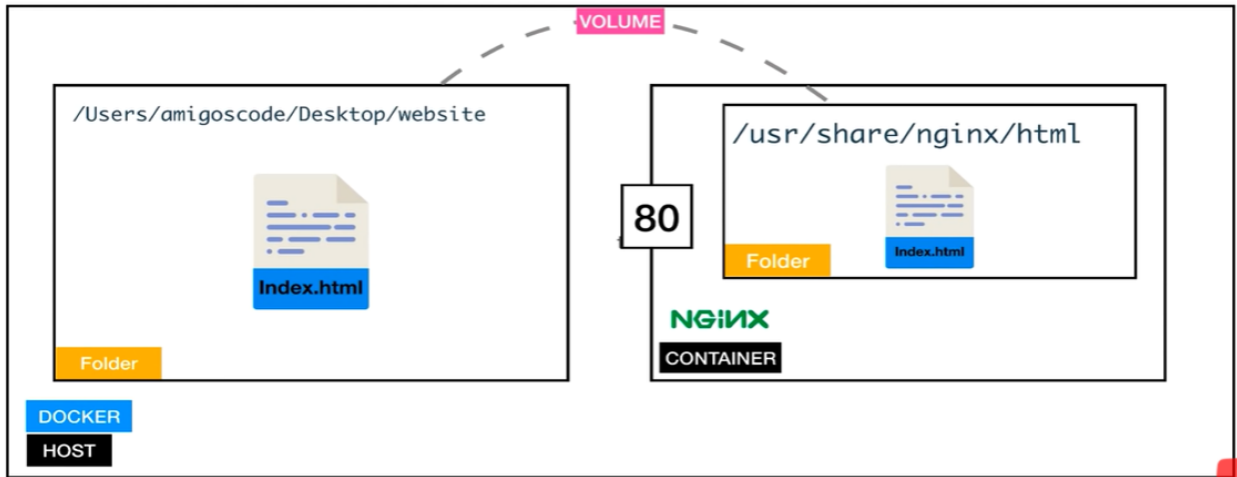 VOLUME
/Users/amigoscode/Desktop/website
Index.html
Folder
80
/usr/share/nginx/html
Index.html
Folder
NGINX
CONTAINER
DOCKER
HOST